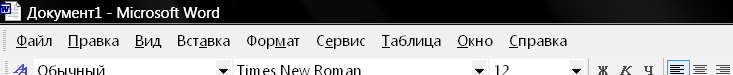 Документ1 - Microsoft Word
Файл Правка Вид Вставка Формат Сервис Таблица Окно Справка
Обычный Times New Roman 12 Ж К Ч